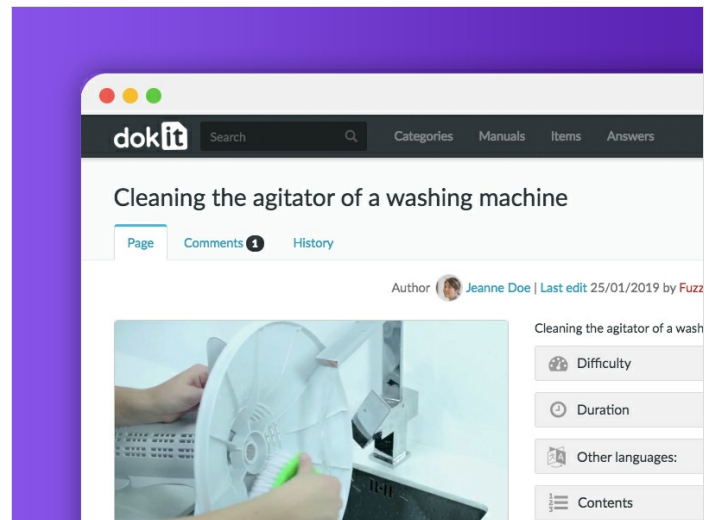 dokit
Search
Categories Manuals Items Answers
Cleaning the agitator of a washing machine
Page Comments 1 History
Author Jeanne Doe | Last edit 25/01/2019 by Fuzz
Cleaning the agitator of a wash
Difficulty
Duration
Other languages:
Contents